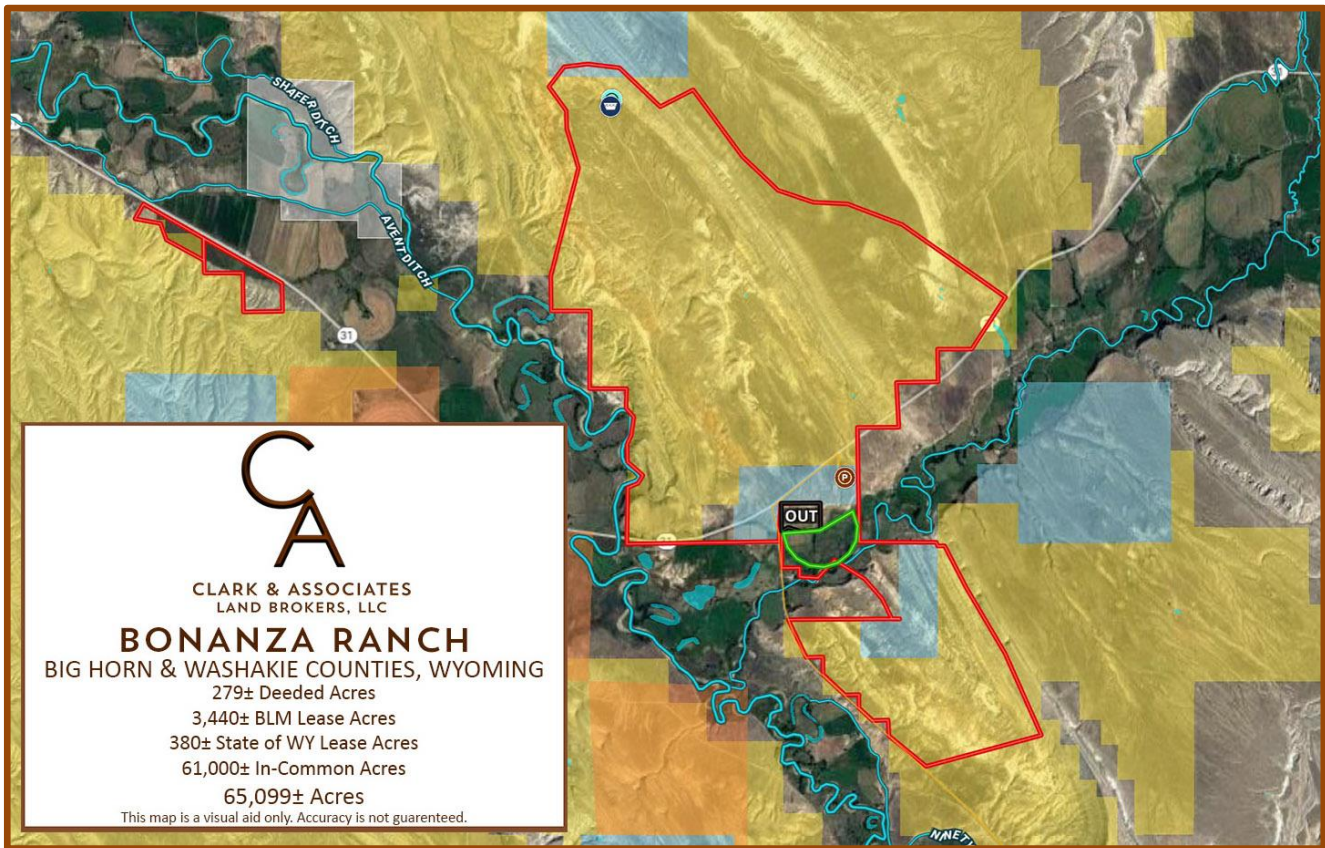 SHAFER DITCH
AVENT DITCH
31
OUT
P
CA
CLARK & ASSOCIATES
LAND BROKERS, LLC
BONANZA RANCH
BIG HORN & WASHAKIE COUNTIES, WYOMING
279± Deeded Acres
3,440± BLM Lease Acres
380± State of WY Lease Acres
61,000± In-Common Acres
65,099± Acres
This map is a visual aid only. Accuracy is not guarenteed.